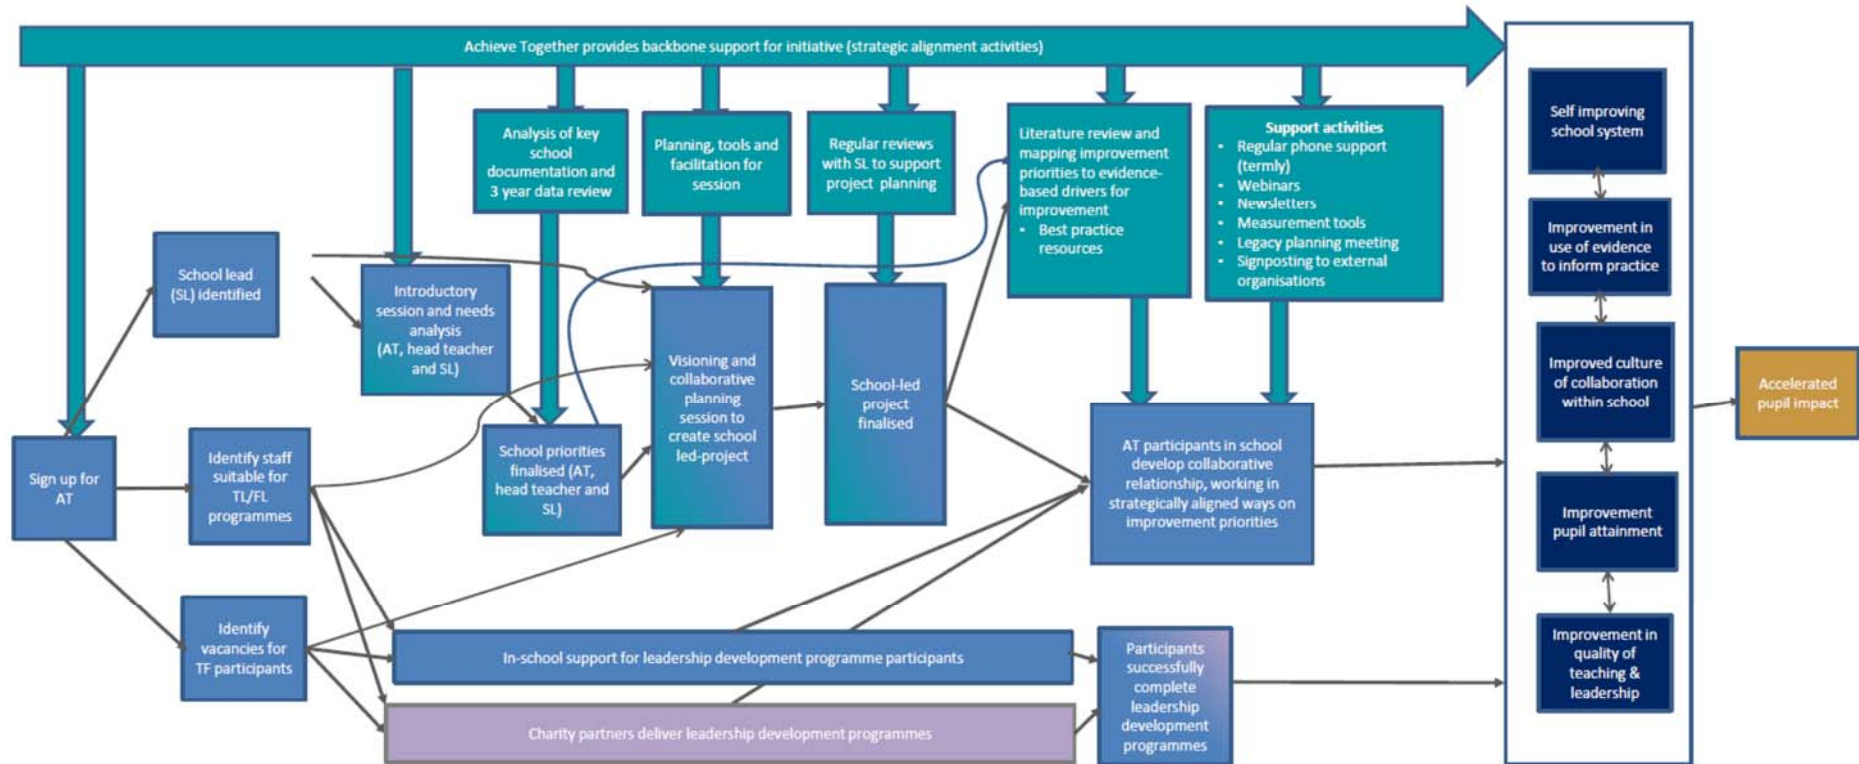 Achieve Together provides backbone support for initiative (strategic alignment activities)
Analysis of key
school
documentation and
3 year data review
Planning, tools and
facilitation for
session
Regular reviews
with SL to support
project planning
Literature review and
mapping improvement
priorities to evidence-
based drivers for
improvement
▪ Best practice
resources
Support activities
▪ Regular phone support
(termly)
▪ Webinars
▪ Newsletters
▪ Measurement tools
▪ Legacy planning meeting
▪ Signposting to external
organisations
School lead
(SL) identified
Introductory
session and needs
analysis
(AT, head teacher
and SL)
Sign up for
AT
Identify staff
suitable for
TL/FL
programmes
School priorities
finalised (AT,
head teacher and
SL)
Visioning and
collaborative
planning
session to
create school
led-project
School-led
project
finalised
AT participants in school
develop collaborative
relationship, working in
strategically aligned ways on
improvement priorities
Identify
vacancies for
TF participants
In-school support for leadership development programme participants
Charity partners deliver leadership development programmes
Participants
successfully
complete
leadership
development
programmes
Self improving
school system
Improvement in
use of evidence
to inform practice
Improved culture
of collaboration
within school
Improvement
pupil attainment
Improvement in
quality of
teaching &
leadership
Accelerated
pupil impact